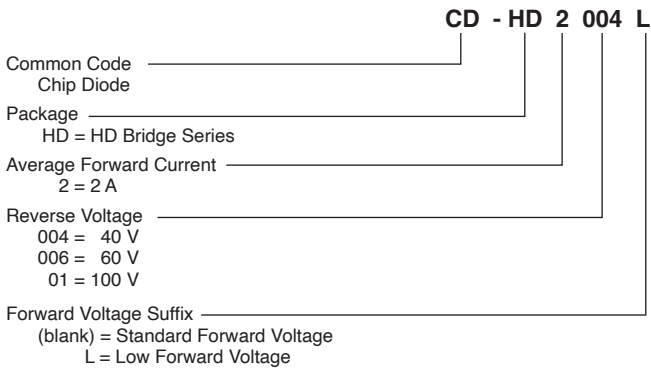 CD - HD 2 004 L
Common Code
Chip Diode
Package
HD = HD Bridge Series
Average Forward Current
2 = 2 A
Reverse Voltage
004 = 40 V
006 = 60 V
01 = 100 V
Forward Voltage Suffix
(blank) = Standard Forward Voltage
L = Low Forward Voltage